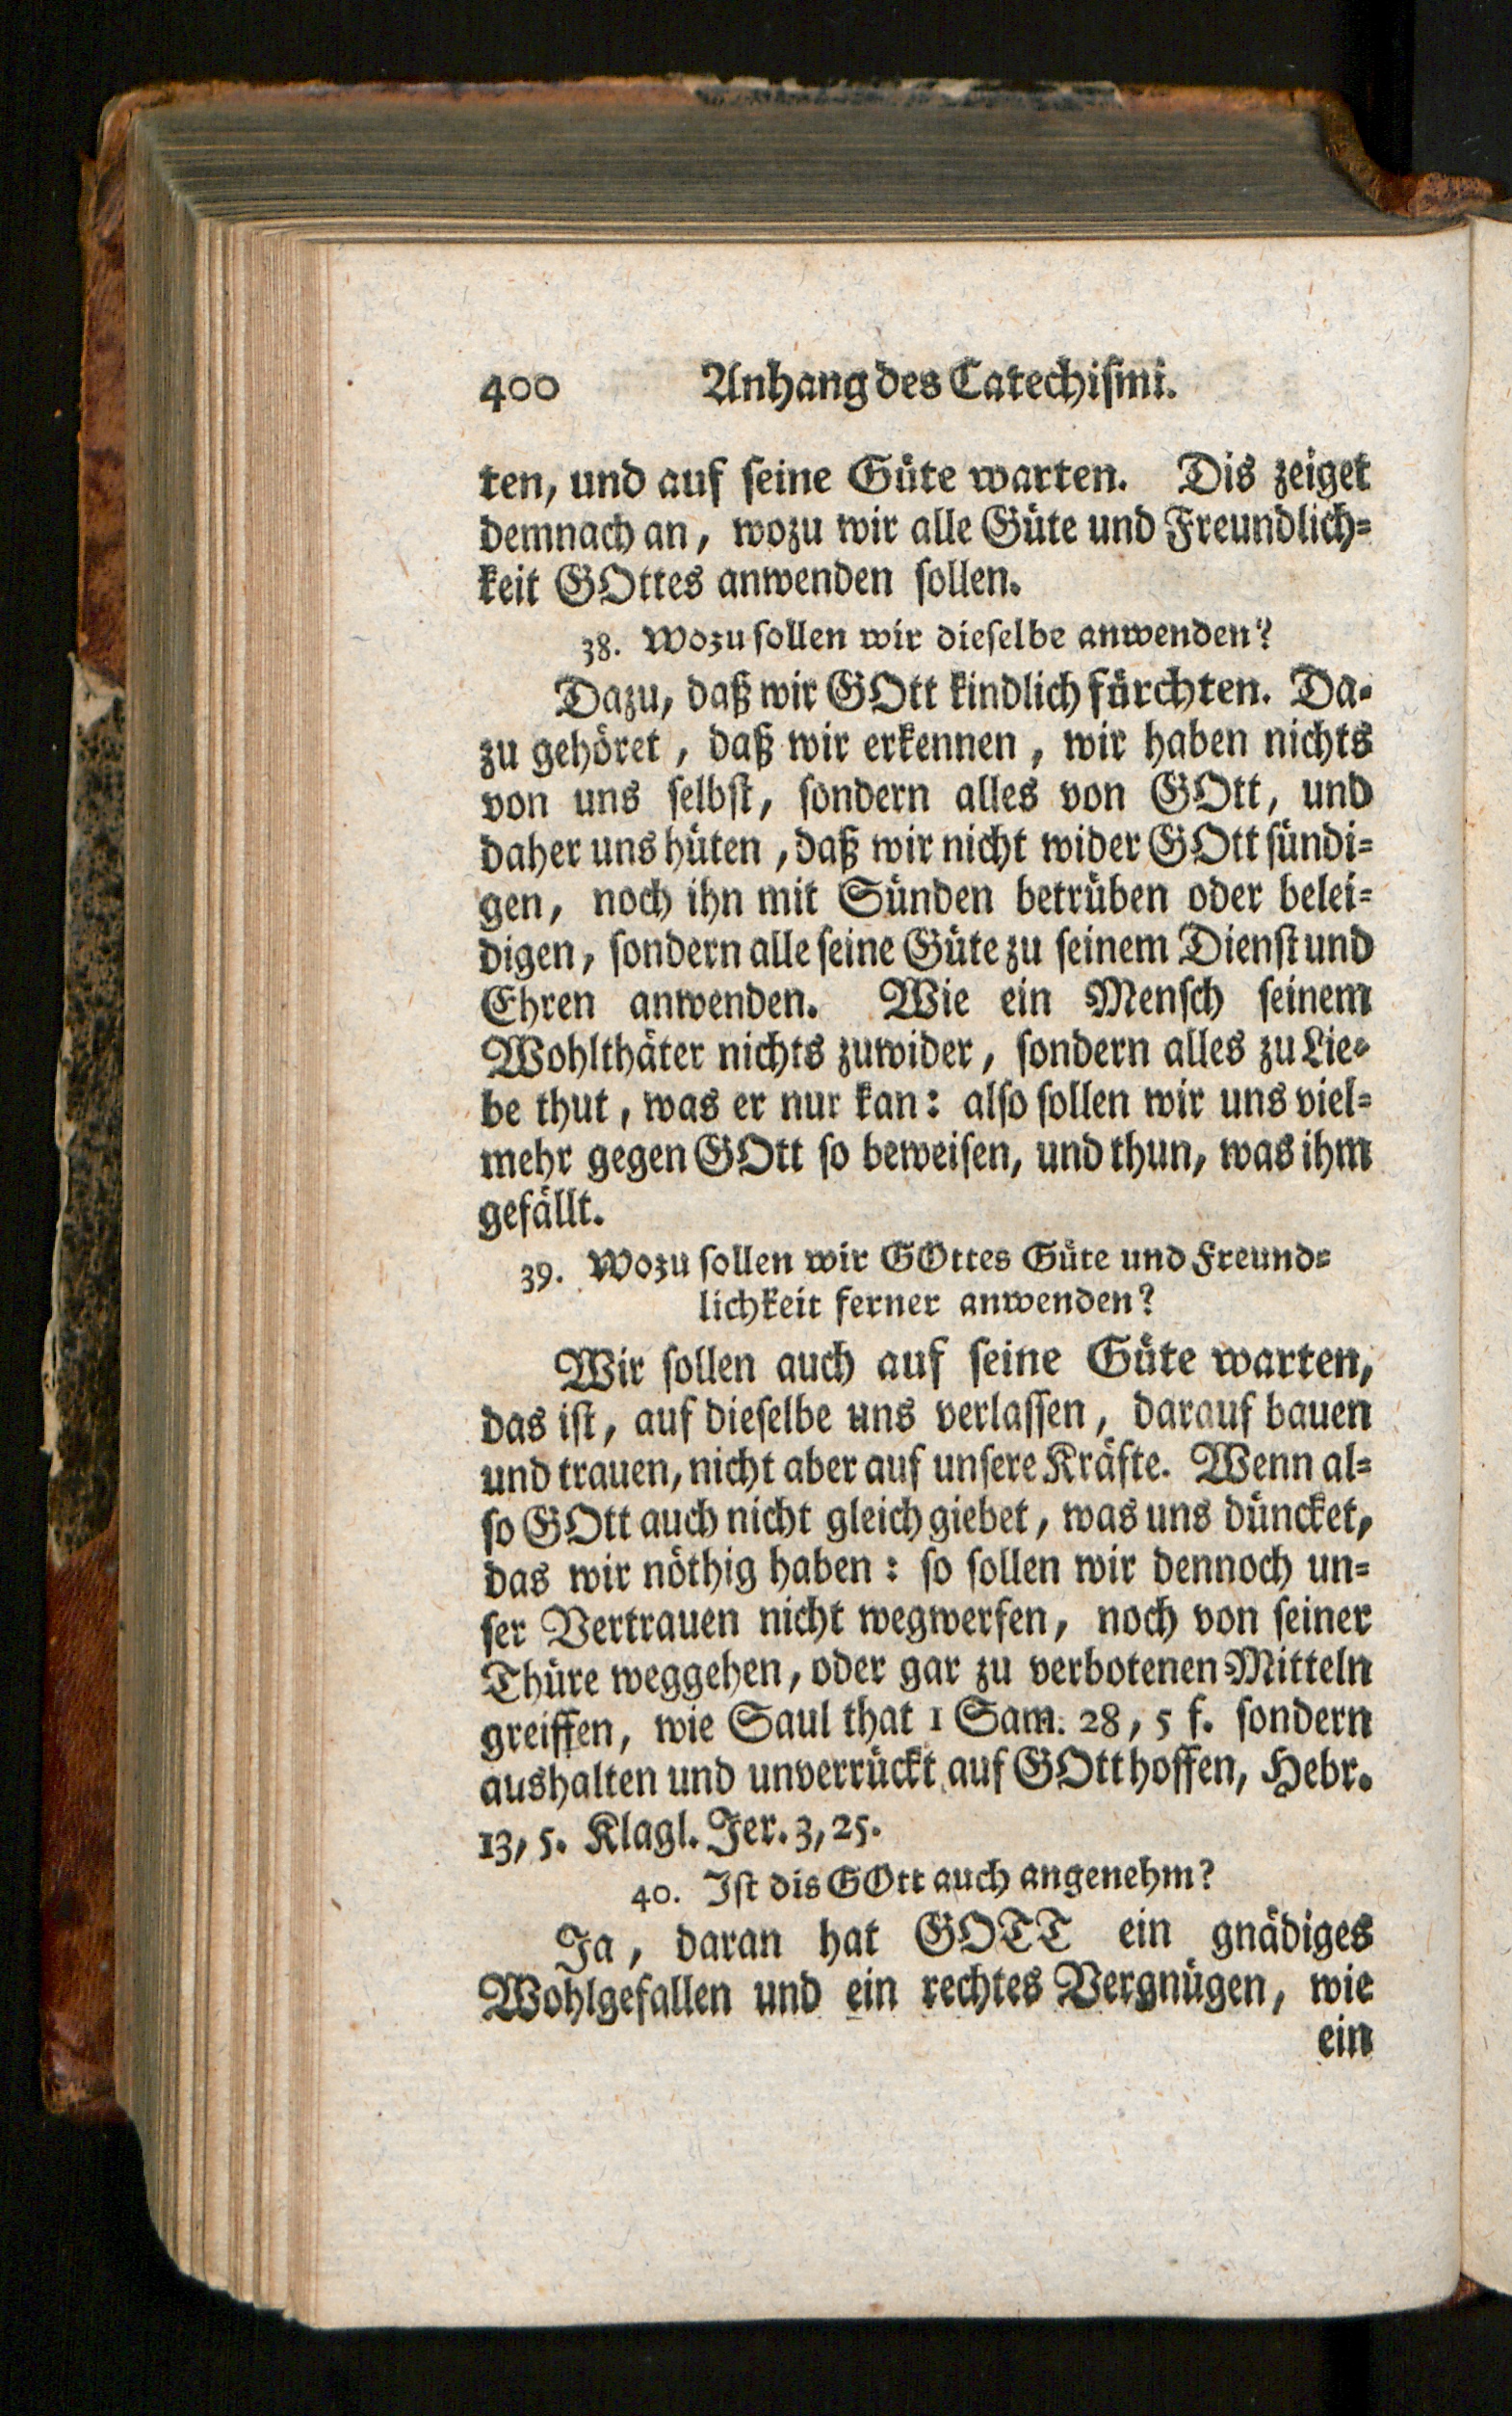 400 Anhang des Catechiſmi.
ten, und auf ſeine Güte warten. Dis zeiget
demnach an, wozu wir alle Güte und Freundlich⸗
keit GOttes anwenden ſollen.
38. Wozu ſollen wir dieſelbe anwenden?
Dazu, daß wir GOtt kindlich fürchten. Da⸗
zu gehöret, daß wir erkennen, wir haben nichts
von uns ſelbſt, ſondern alles von GOtt, und
daher uns hüten, daß wir nicht wider GOtt ſündi⸗
gen, noch ihn mit Sünden betrüben oder belei⸗
digen, ſondern alle ſeine Güte zu ſeinem Dienſt und
Ehren anwenden. Wie ein Menſch ſeinem
Wohlthäter nichts zuwider, ſondern alles zu Lie⸗
be thut, was er nur kan: alſo ſollen wir uns viel⸗
mehr gegen GOtt ſo beweiſen, und thun, was ihm
gefällt.
39. Wozu ſollen wir GOttes Güte und Freund⸗
lichkeit ferner anwenden?
Wir ſollen auch auf ſeine Güte warten,
das iſt, auf dieſelbe uns verlaſſen, darauf bauen
und trauen, nicht aber auf unſere Kräfte. Wenn al⸗
ſo GOtt auch nicht gleich giebet, was uns düncket,
das wir nöthig haben: ſo ſollen wir dennoch un⸗
ſer Vertrauen nicht wegwerfen, noch von ſeiner
Thüre weggehen, oder gar zu verbotenen Mitteln
greiffen, wie Saul that 1 Sam. 28, 5 f. ſondern
aushalten und unverrückt auf GOtt hoffen, Hebr.
13, 5. Klagl. Jer. 3, 25.
40. Iſt dis GOtt auch angenehm?
Ja, daran hat GOTT ein gnädiges
Wohlgefallen und ein rechtes Vergnügen, wie
ein